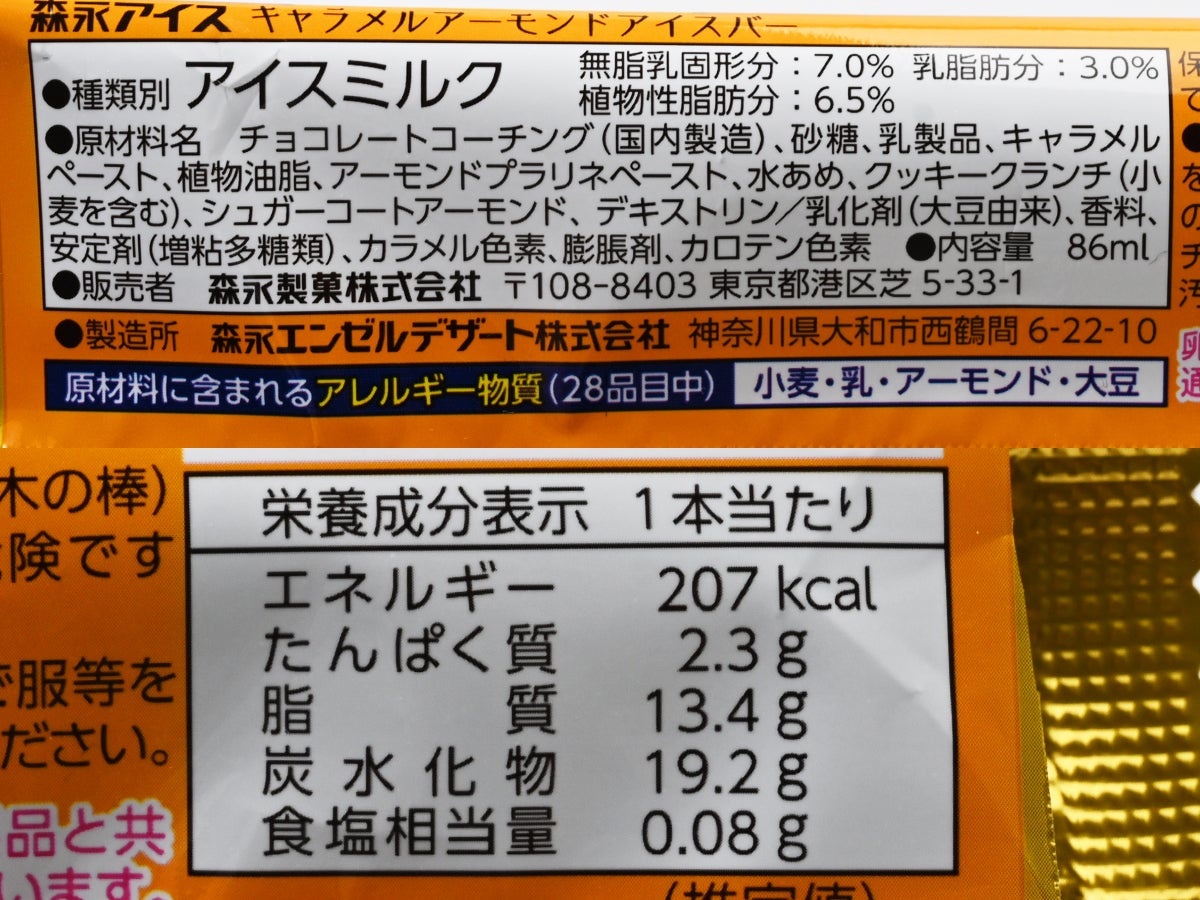 森永アイス キャラメルアーモンドアイスバー
●種類別 アイスミルク 無脂乳固形分：7.0% 乳脂肪分：3.0%
植物性脂肪分：6.5%
●原材料名 チョコレートコーチング（国内製造）、砂糖、乳製品、キャラメル
ペースト、植物油脂、アーモンドプラリネペースト、水あめ、クッキークランチ（小
麦を含む）、シュガーコートアーモンド、デキストリン／乳化剤（大豆由来）、香料、
安定剤（増粘多糖類）、カラメル色素、膨脹剤、カロテン色素 ●内容量 86ml
●販売者 森永製菓株式会社 〒108-8403 東京都港区芝 5-33-1
●製造所 森永エンゼルデザート株式会社 神奈川県大和市西鶴間 6-22-10
原材料に含まれるアレルギー物質（28品目中） 小麦・乳・アーモンド・大豆
木の棒）
険です
服等を
ださい。
品と共
います。
栄養成分表示 1本当たり
エネルギー 207 kcal
たんぱく質 2.3 g
脂質 13.4 g
炭水化物 19.2 g
食塩相当量 0.08 g
（推定値）